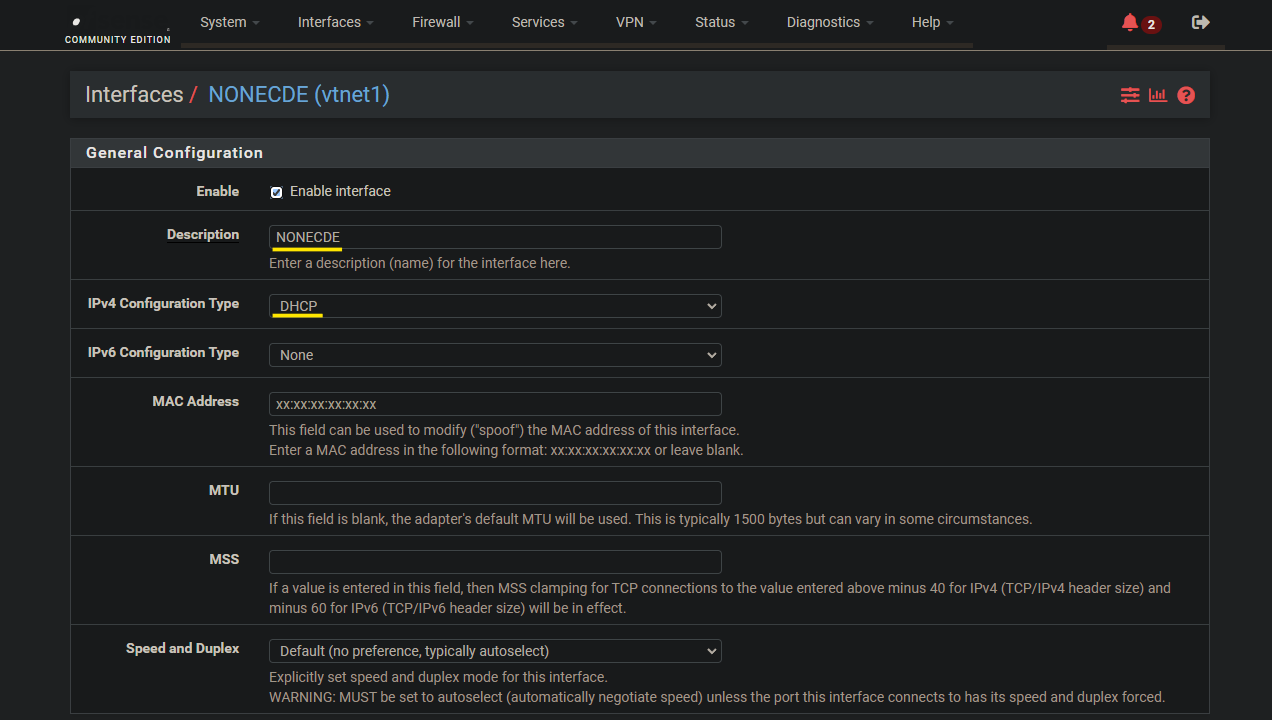 System Interfaces Firewall Services VPN Status Diagnostics Help 2
COMMUNITY EDITION
Interfaces / NONECDE (vtnet1)
General Configuration
Enable Enable interface
Description NONECDE
Enter a description (name) for the interface here.
IPv4 Configuration Type DHCP
IPv6 Configuration Type None
MAC Address xx:xx:xx:xx:xx:xx
This field can be used to modify ("spoof") the MAC address of this interface.
Enter a MAC address in the following format: xx:xx:xx:xx:xx:xx or leave blank.
MTU
If this field is blank, the adapter's default MTU will be used. This is typically 1500 bytes but can vary in some circumstances.
MSS
If a value is entered in this field, then MSS clamping for TCP connections to the value entered above minus 40 for IPv4 (TCP/IPv4 header size) and
minus 60 for IPv6 (TCP/IPv6 header size) will be in effect.
Speed and Duplex Default (no preference, typically autoselect)
Explicitly set speed and duplex mode for this interface.
WARNING: MUST be set to autoselect (automatically negotiate speed) unless the port this interface connects to has its speed and duplex forced.